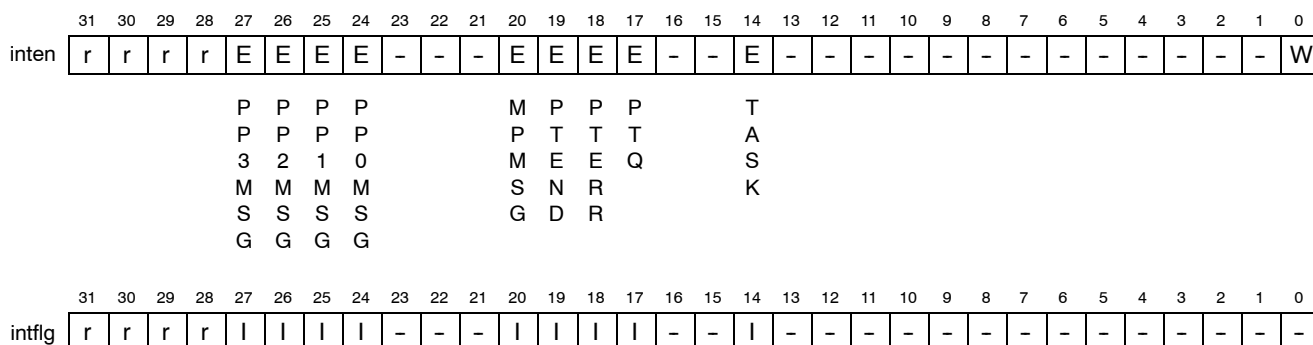 31 30 29 28 27 26 25 24 23 22 21 20 19 18 17 16 15 14 13 12 11 10 9 8 7 6 5 4 3 2 1 0
inten r r r r E E E E - - - E E E E - - E - - - - - - - - - - - - - W
P P P P M P P P T
P P P P P T T T A
3 2 1 0 M E E Q S
M M M M S N R K
S S S S G D R
G G G G
31 30 29 28 27 26 25 24 23 22 21 20 19 18 17 16 15 14 13 12 11 10 9 8 7 6 5 4 3 2 1 0
intflg r r r r I I I I - - - I I I I - - I - - - - - - - - - - - - - -